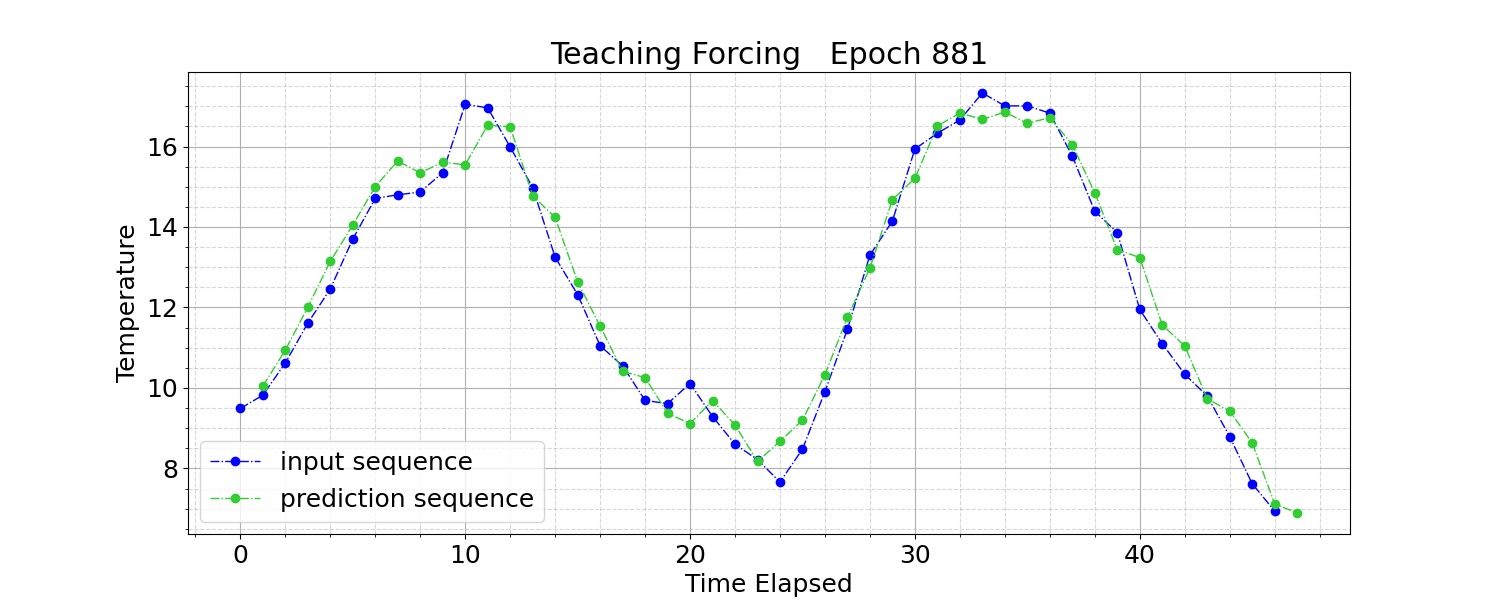 Teaching Forcing   Epoch 881
Temperature
16
14
12
10
8
input sequence
prediction sequence
0 10 20 30 40
Time Elapsed